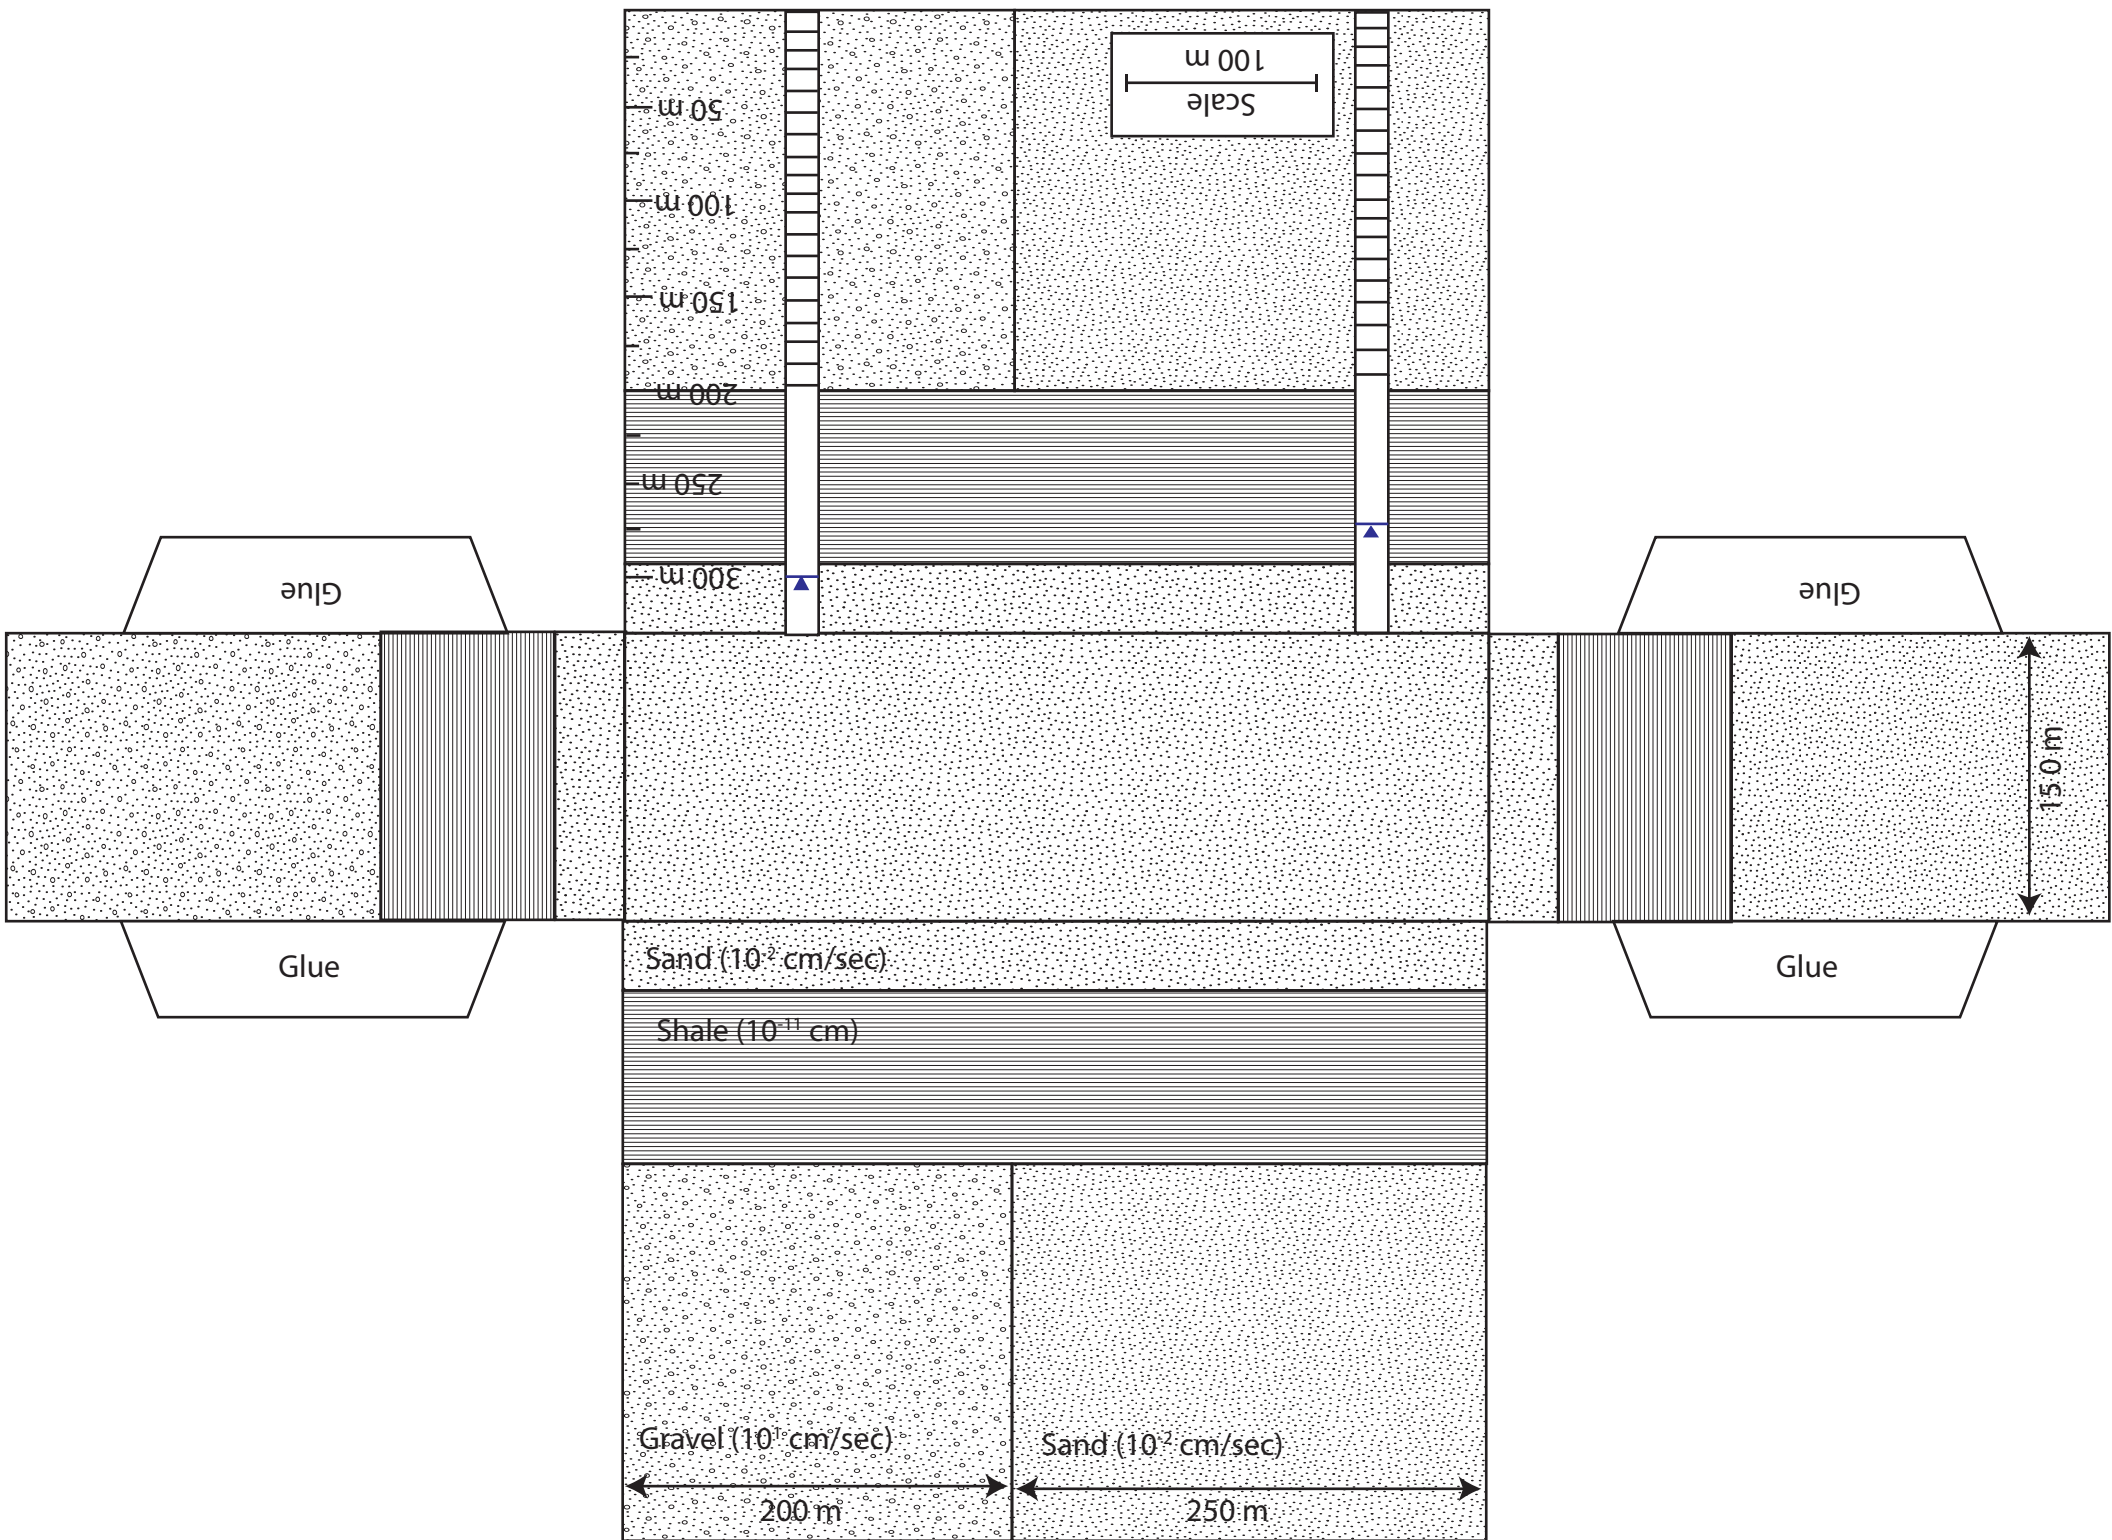 100 m
Scale
50 m
100 m
150 m
200 m
250 m
300 m
Glue
Glue
150 m
Sand (10⁻² cm/sec)
Glue
Glue
Shale (10⁻¹¹ cm)
Gravel (10¹ cm/sec)
Sand (10⁻² cm/sec)
200 m
250 m